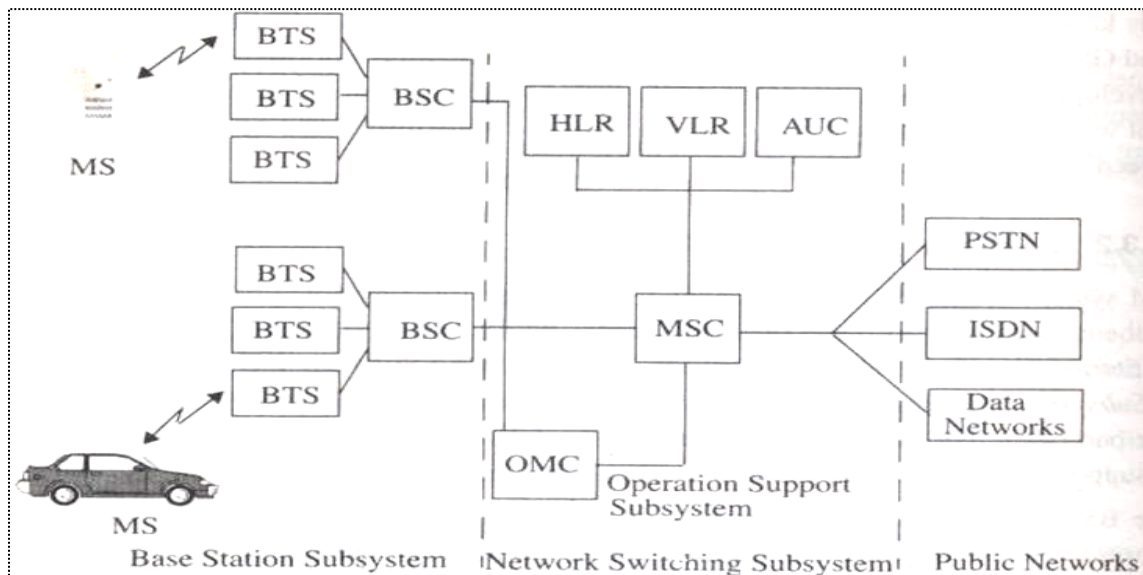 BTS
BTS
BTS
BSC
MS
HLR
VLR
AUC
BTS
BTS
BTS
BSC
MS
MSC
OMC
Operation Support
Subsystem
PSTN
ISDN
Data
Networks
Base Station Subsystem
Network Switching Subsystem
Public Networks